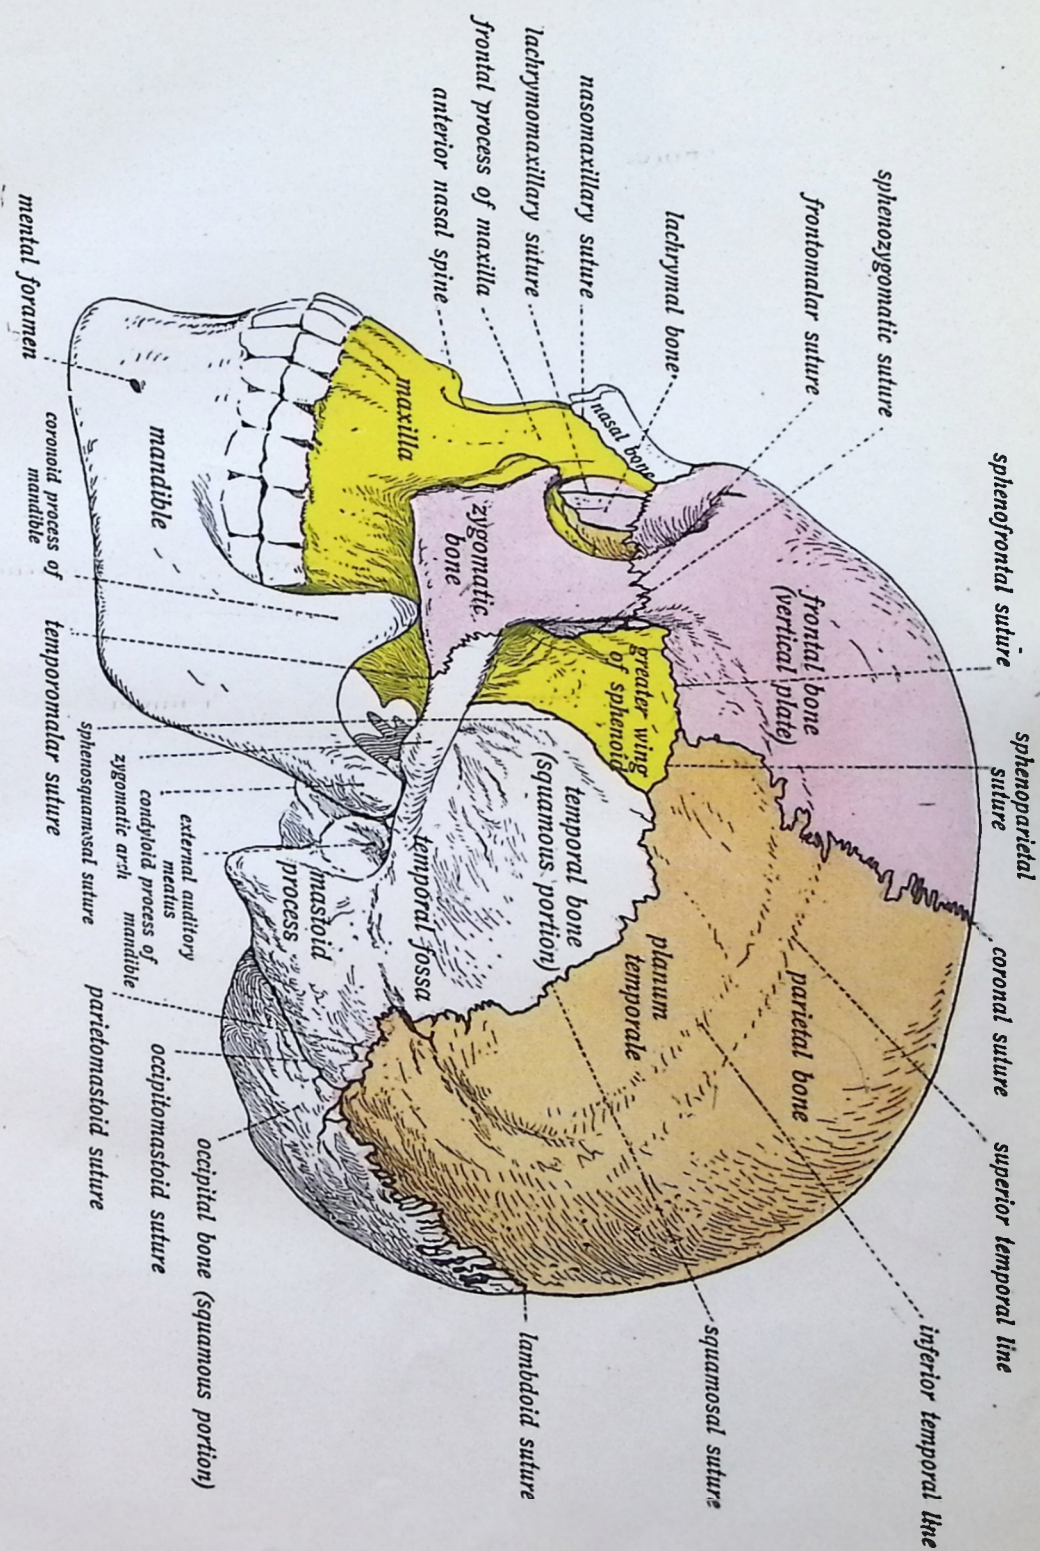 sphenofrontal suture
sphenoparietal
suture
coronal suture
superior temporal line
inferior temporal line
sphenozygomatic suture
frontomalar suture
lachrymal bone
nasomaxillary suture
lachrymomaxillary suture
frontal process of maxilla
anterior nasal spine
frontal bone
(vertical plate)
parietal bone
planum
temporale
nasal bone
greater wing
of sphenoid
temporal bone
(squamous portion)
zygomatic
bone
temporal fossa
maxilla
mastoid
process
mandible
squamosal suture
lambdoid suture
occipital bone (squamous portion)
occipitomastoid suture
parietomastoid suture
external auditory
meatus
condyloid process of
mandible
zygomatic arch
sphenosquamosal suture
temporomalar suture
coronoid process of
mandible
mental foramen